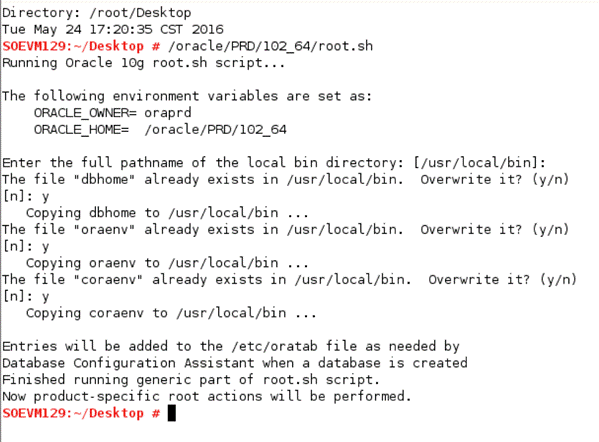 Directory: /root/Desktop
Tue May 24 17:20:35 CST 2016
SOEVM129:~/Desktop # /oracle/PRD/102_64/root.sh
Running Oracle 10g root.sh script...
The following environment variables are set as:
ORACLE_OWNER= oraprd
ORACLE_HOME=  /oracle/PRD/102_64
Enter the full pathname of the local bin directory: [/usr/local/bin]:
The file "dbhome" already exists in /usr/local/bin.  Overwrite it? (y/n)
[n]: y
Copying dbhome to /usr/local/bin ...
The file "oraenv" already exists in /usr/local/bin.  Overwrite it? (y/n)
[n]: y
Copying oraenv to /usr/local/bin ...
The file "coraenv" already exists in /usr/local/bin.  Overwrite it? (y/n)
[n]: y
Copying coraenv to /usr/local/bin ...
Entries will be added to the /etc/oratab file as needed by
Database Configuration Assistant when a database is created
Finished running generic part of root.sh script.
Now product-specific root actions will be performed.
SOEVM129:~/Desktop #